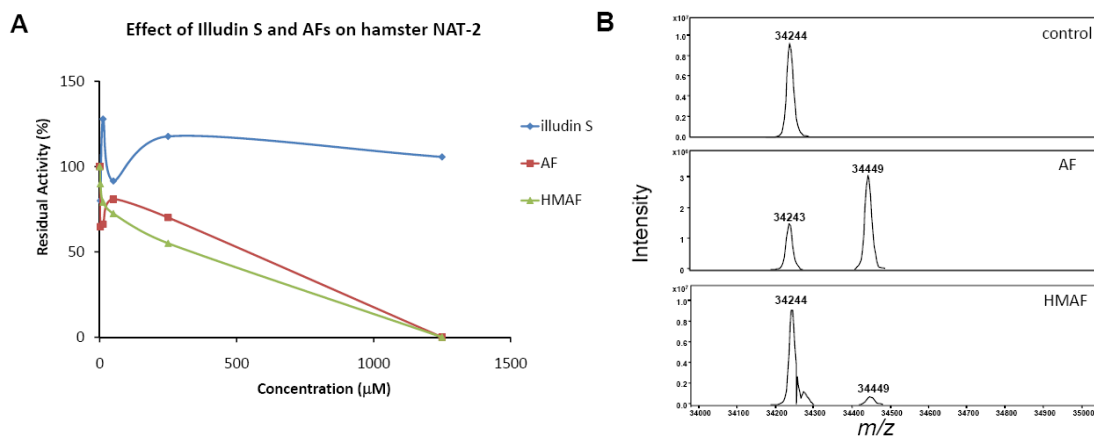 A
Effect of Illudin S and AFs on hamster NAT-2
Residual Activity (%)
150
100
50
0
0
500
1000
1500
Concentration (µM)
illudin S
AF
HMAF
B
Intensity
x10⁷
1.0
0.8
0.6
0.4
0.2
0.0
34244
control
x10⁶
3
2
1
0
34243
34449
AF
x10⁷
1.0
0.8
0.6
0.4
0.2
0.0
34244
34449
HMAF
34000 34100 34200 34300 34400 34500 34600 34700 34800 34900 35000
m/z